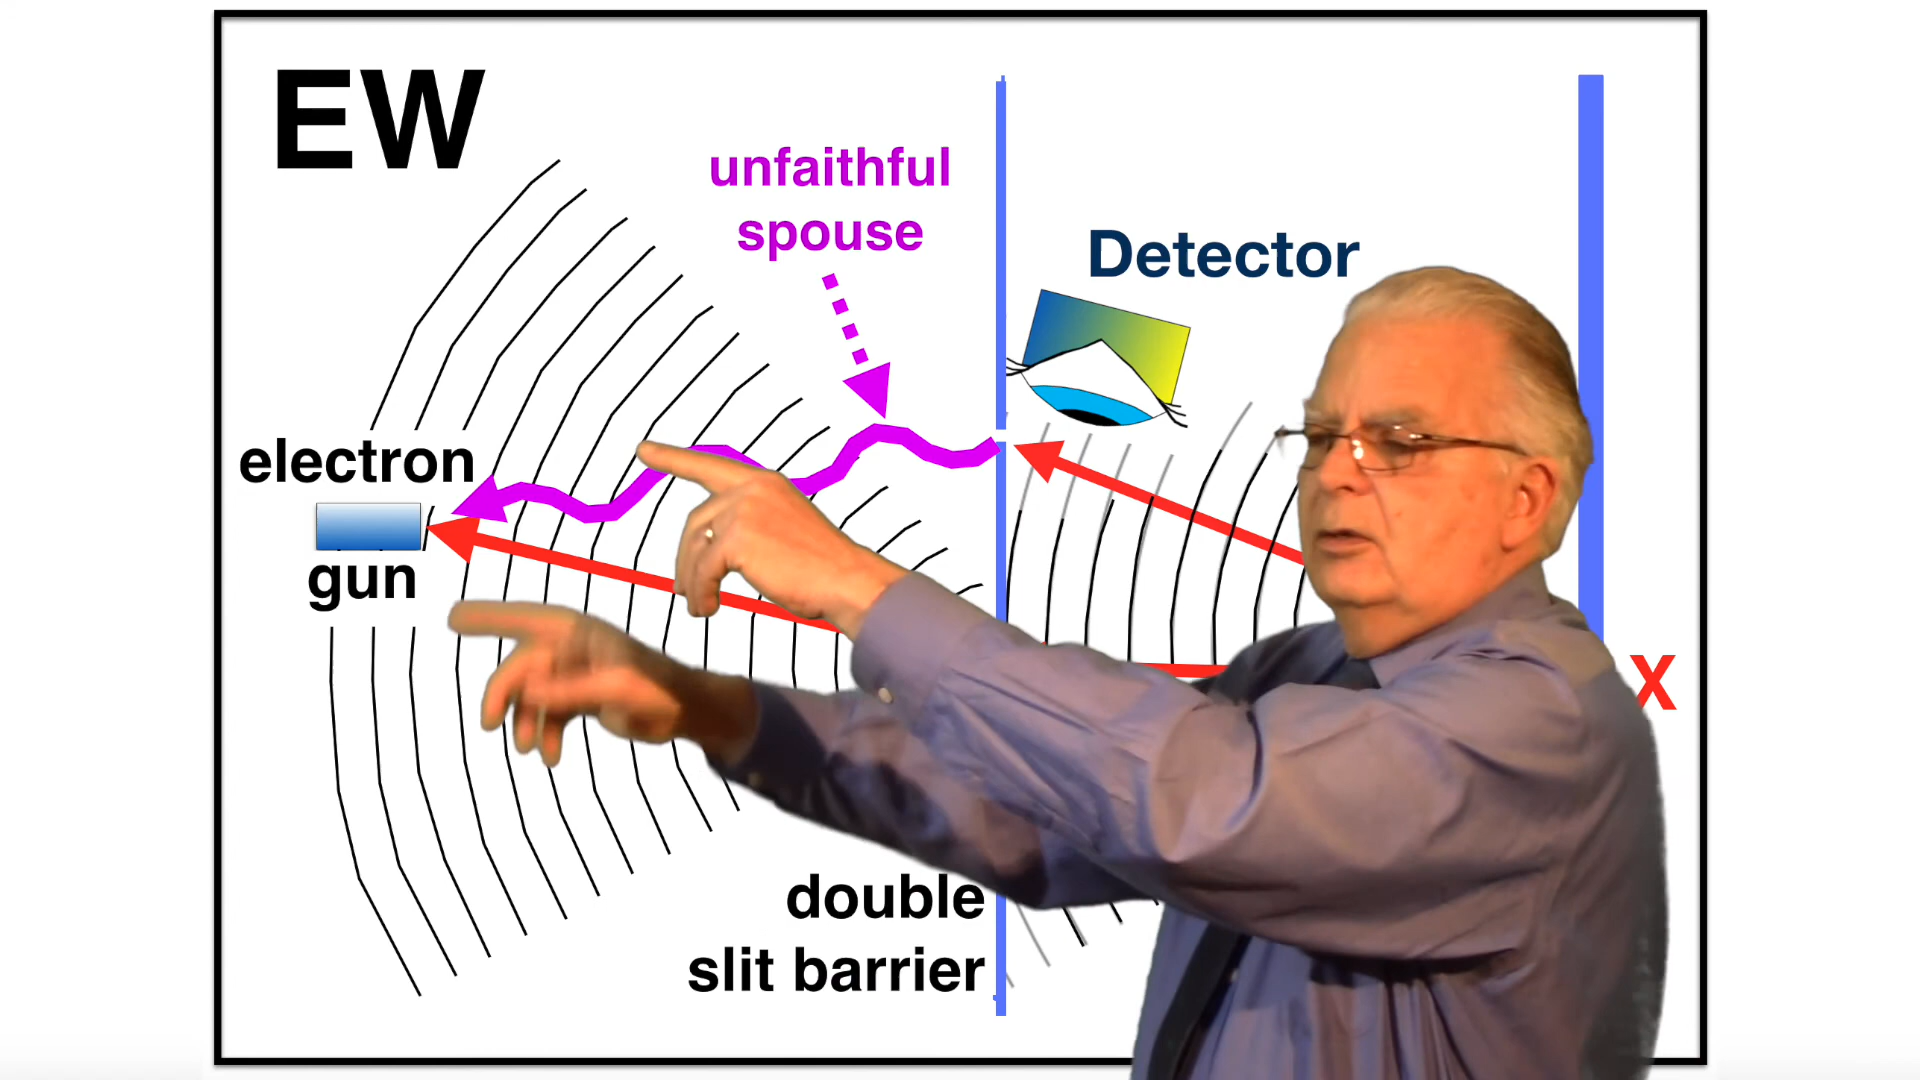 EW
unfaithful
spouse
Detector
electron
gun
X
double
slit barrier